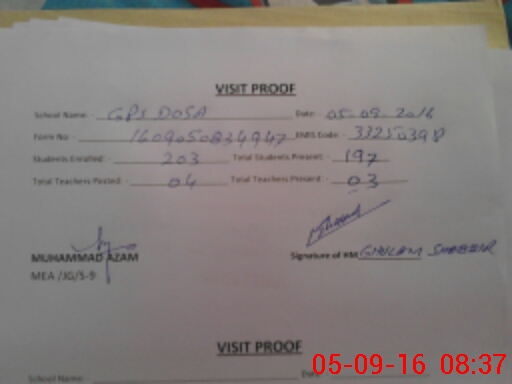 VISIT PROOF
School Name: - GPS DOSA Date: - 05-09-2016
Form No: - 1609050834947 EMIS Code: - 33250398
Students Enrolled: - 203 Total Students Present: - 197
Total Teachers Posted: - 04 Total Teachers Present: - 03
MUHAMMAD AZAM
MEA /JG/S-9
Signature of HM GHULAM SHABBIR
VISIT PROOF
School Name: - Date: -
05-09-16 08:37